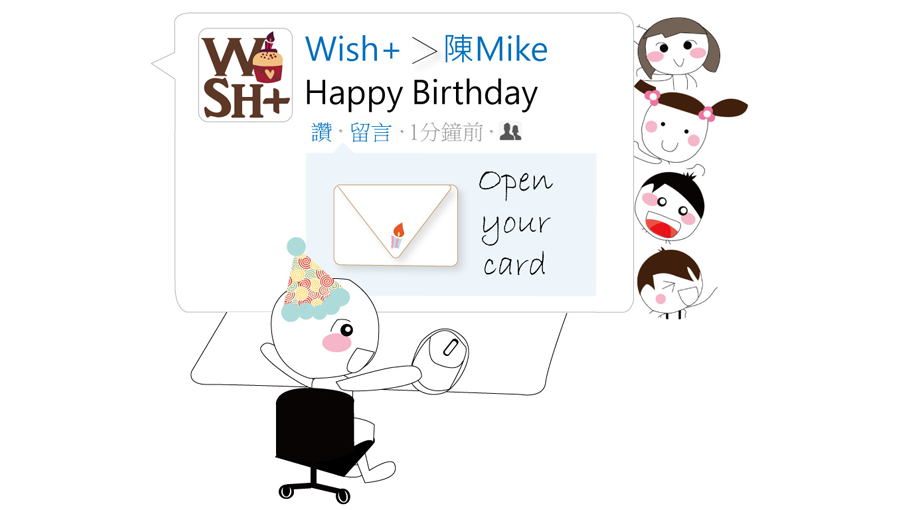 WISH+
Wish+ > 陳Mike
Happy Birthday
讚 · 留言 · 1分鐘前 ·
Open
your
card